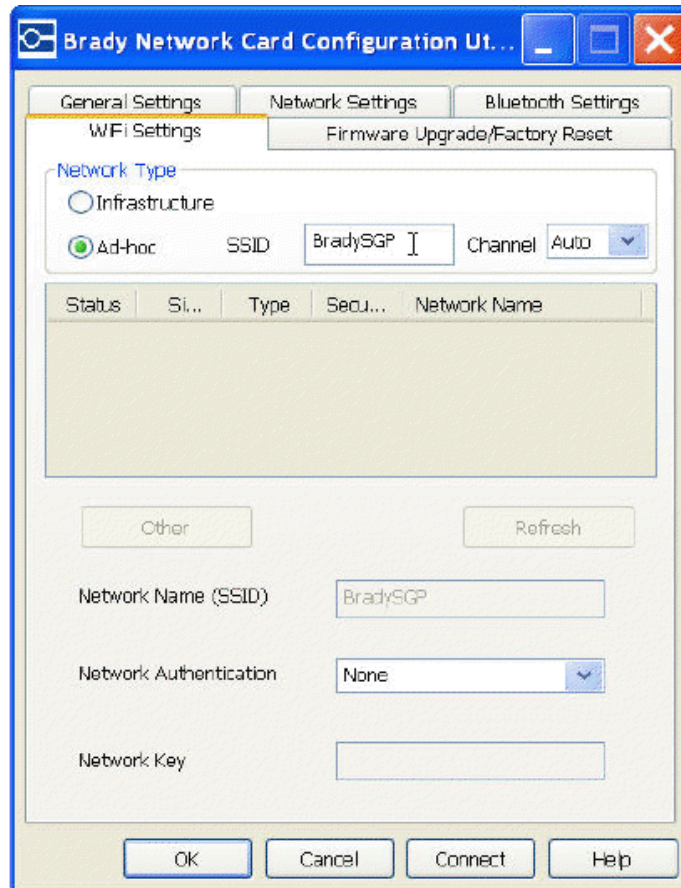 Brady Network Card Configuration Ut...
General Settings Network Settings Bluetooth Settings
WiFi Settings Firmware Upgrade/Factory Reset
Network Type
Infrastructure
Ad-hoc SSID BradySGP Channel Auto
Status Si... Type Secu... Network Name
Other Refresh
Network Name (SSID) BradySGP
Network Authentication None
Network Key
OK Cancel Connect Help